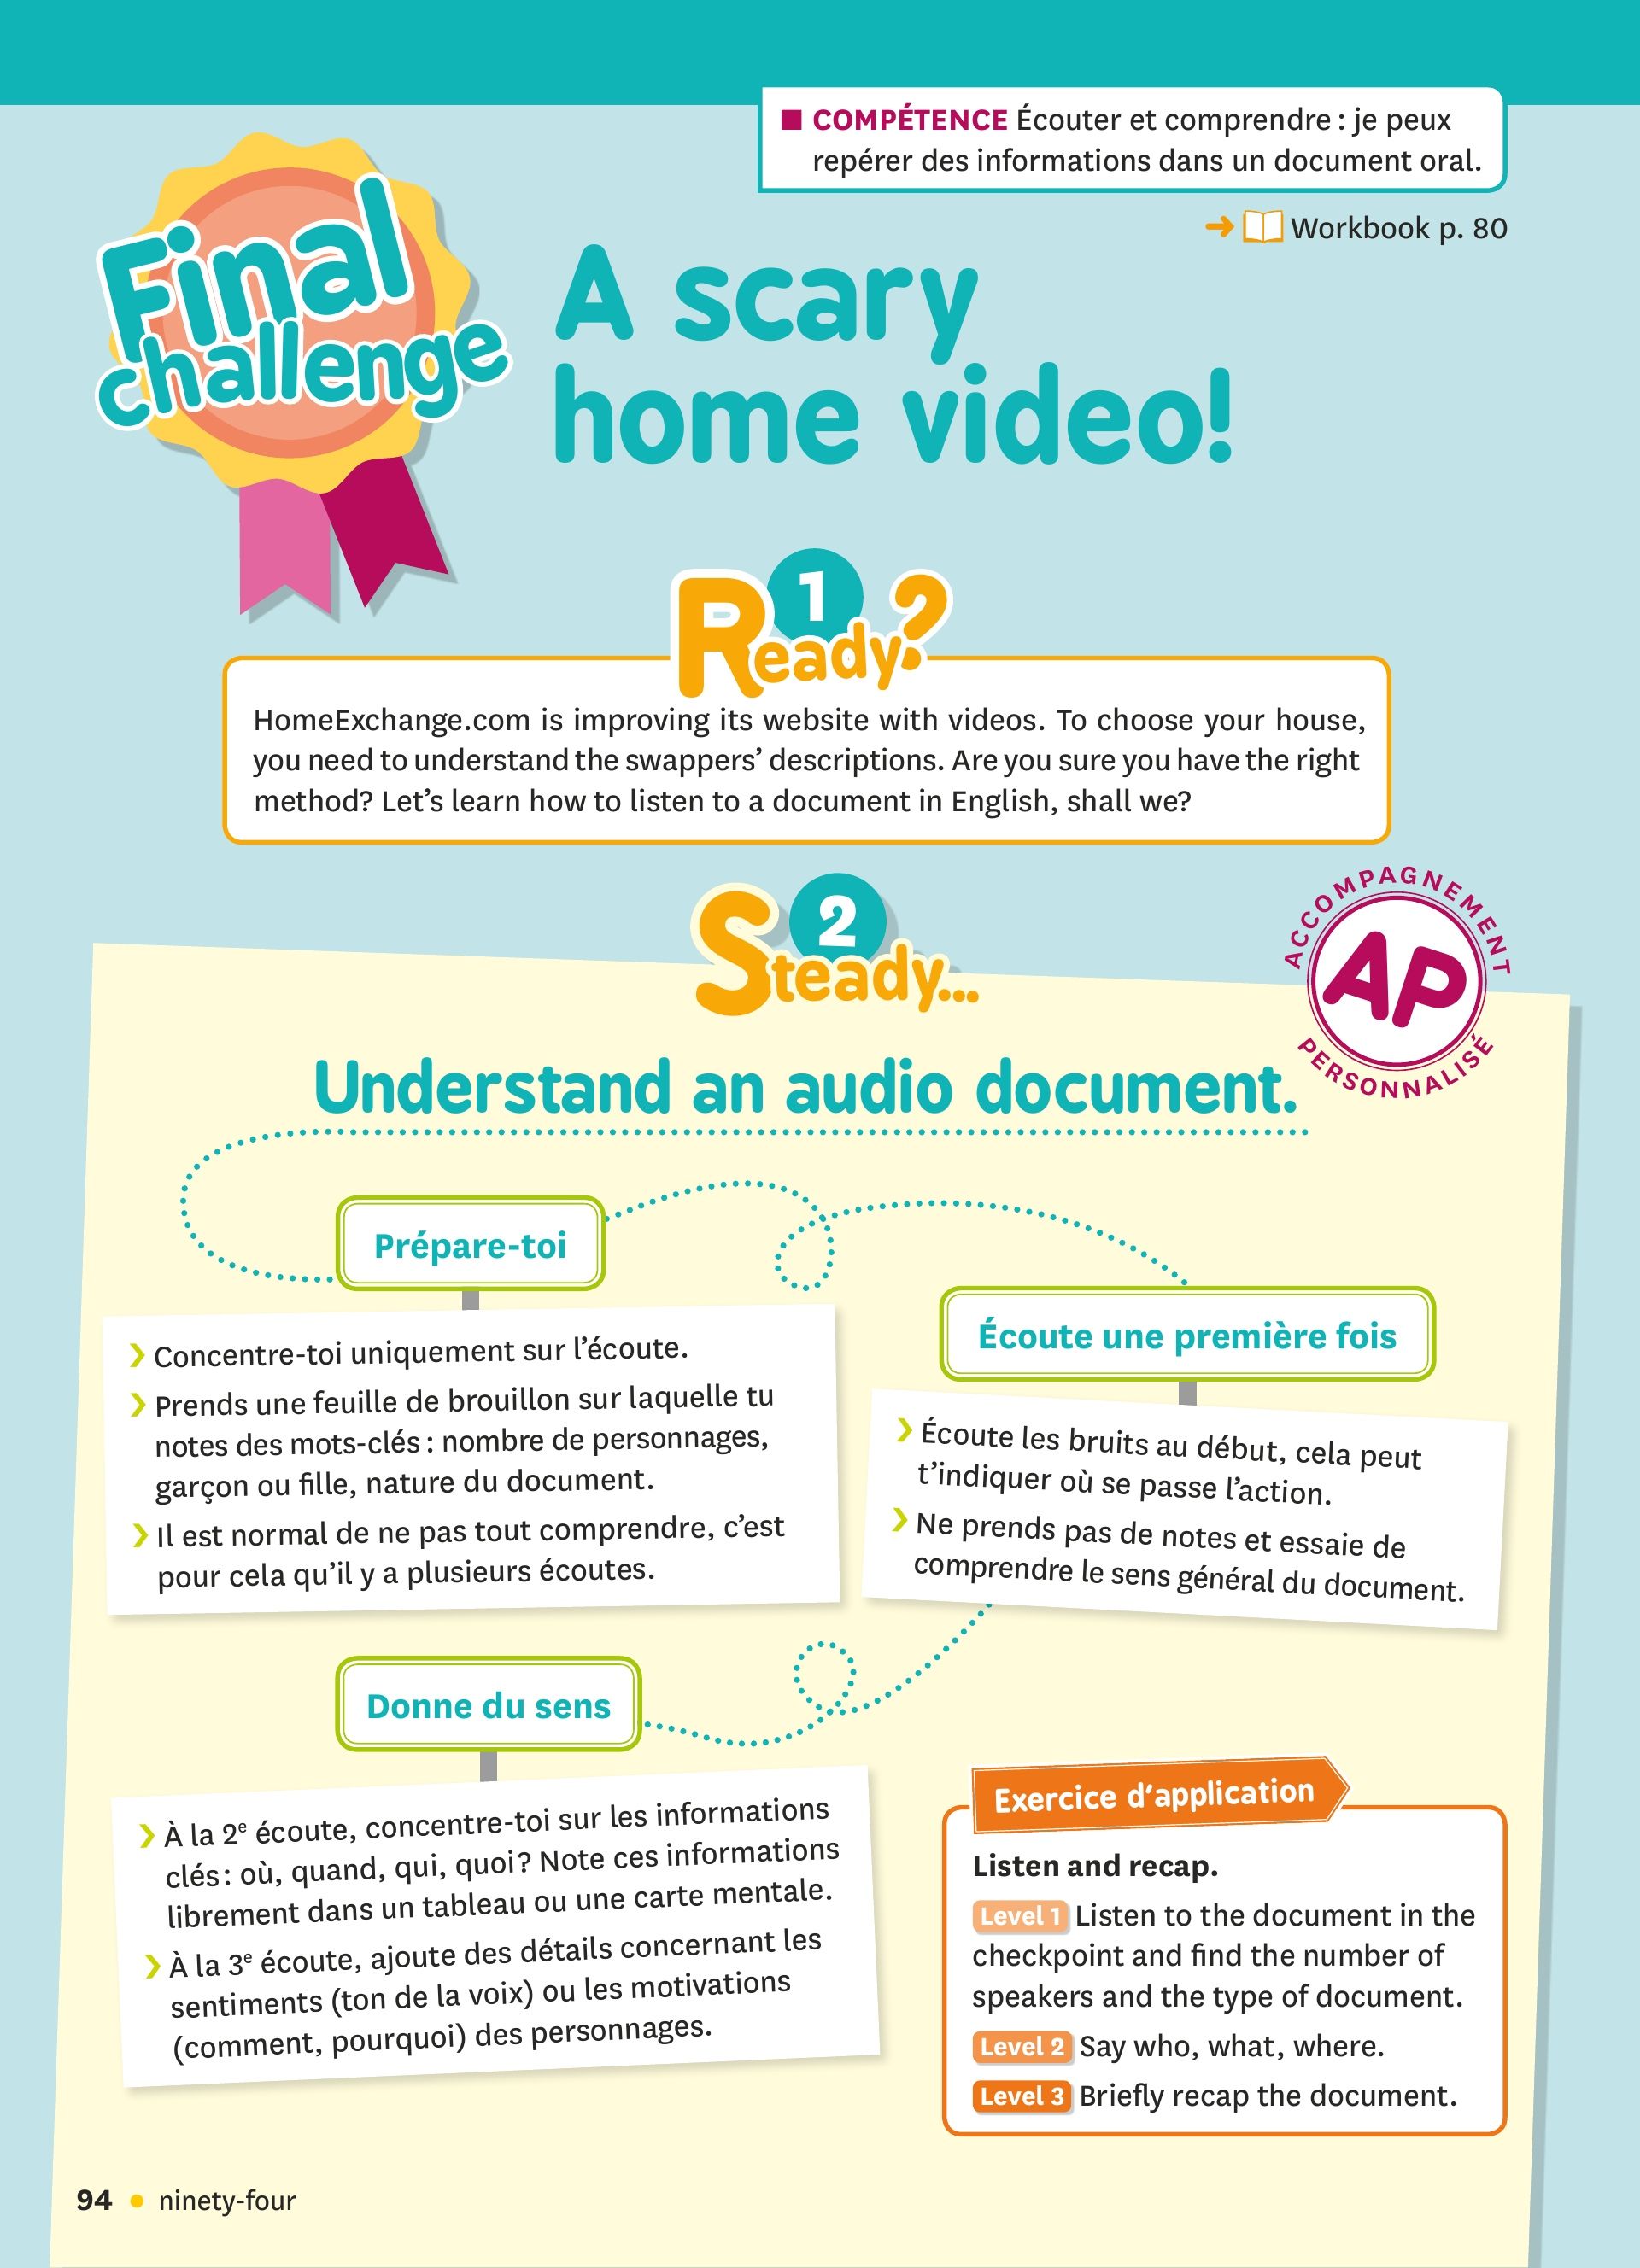 ■ COMPÉTENCE Écouter et comprendre : je peux
repérer des informations dans un document oral.
➜ Workbook p. 80
Final
challenge
A scary
home video!
1
Ready?
HomeExchange.com is improving its website with videos. To choose your house,
you need to understand the swappers’ descriptions. Are you sure you have the right
method? Let’s learn how to listen to a document in English, shall we?
2
Steady...
ACCOMPAGNEMENT
AP
PERSONNALISÉ
Understand an audio document.
Prépare-toi
❯ Concentre-toi uniquement sur l’écoute.
❯ Prends une feuille de brouillon sur laquelle tu
notes des mots-clés : nombre de personnages,
garçon ou fille, nature du document.
❯ Il est normal de ne pas tout comprendre, c’est
pour cela qu’il y a plusieurs écoutes.
Écoute une première fois
❯ Écoute les bruits au début, cela peut
t’indiquer où se passe l’action.
❯ Ne prends pas de notes et essaie de
comprendre le sens général du document.
Donne du sens
❯ À la 2e écoute, concentre-toi sur les informations
clés : où, quand, qui, quoi ? Note ces informations
librement dans un tableau ou une carte mentale.
❯ À la 3e écoute, ajoute des détails concernant les
sentiments (ton de la voix) ou les motivations
(comment, pourquoi) des personnages.
Exercice d’application
Listen and recap.
Level 1 Listen to the document in the
checkpoint and find the number of
speakers and the type of document.
Level 2 Say who, what, where.
Level 3 Briefly recap the document.
94 • ninety-four